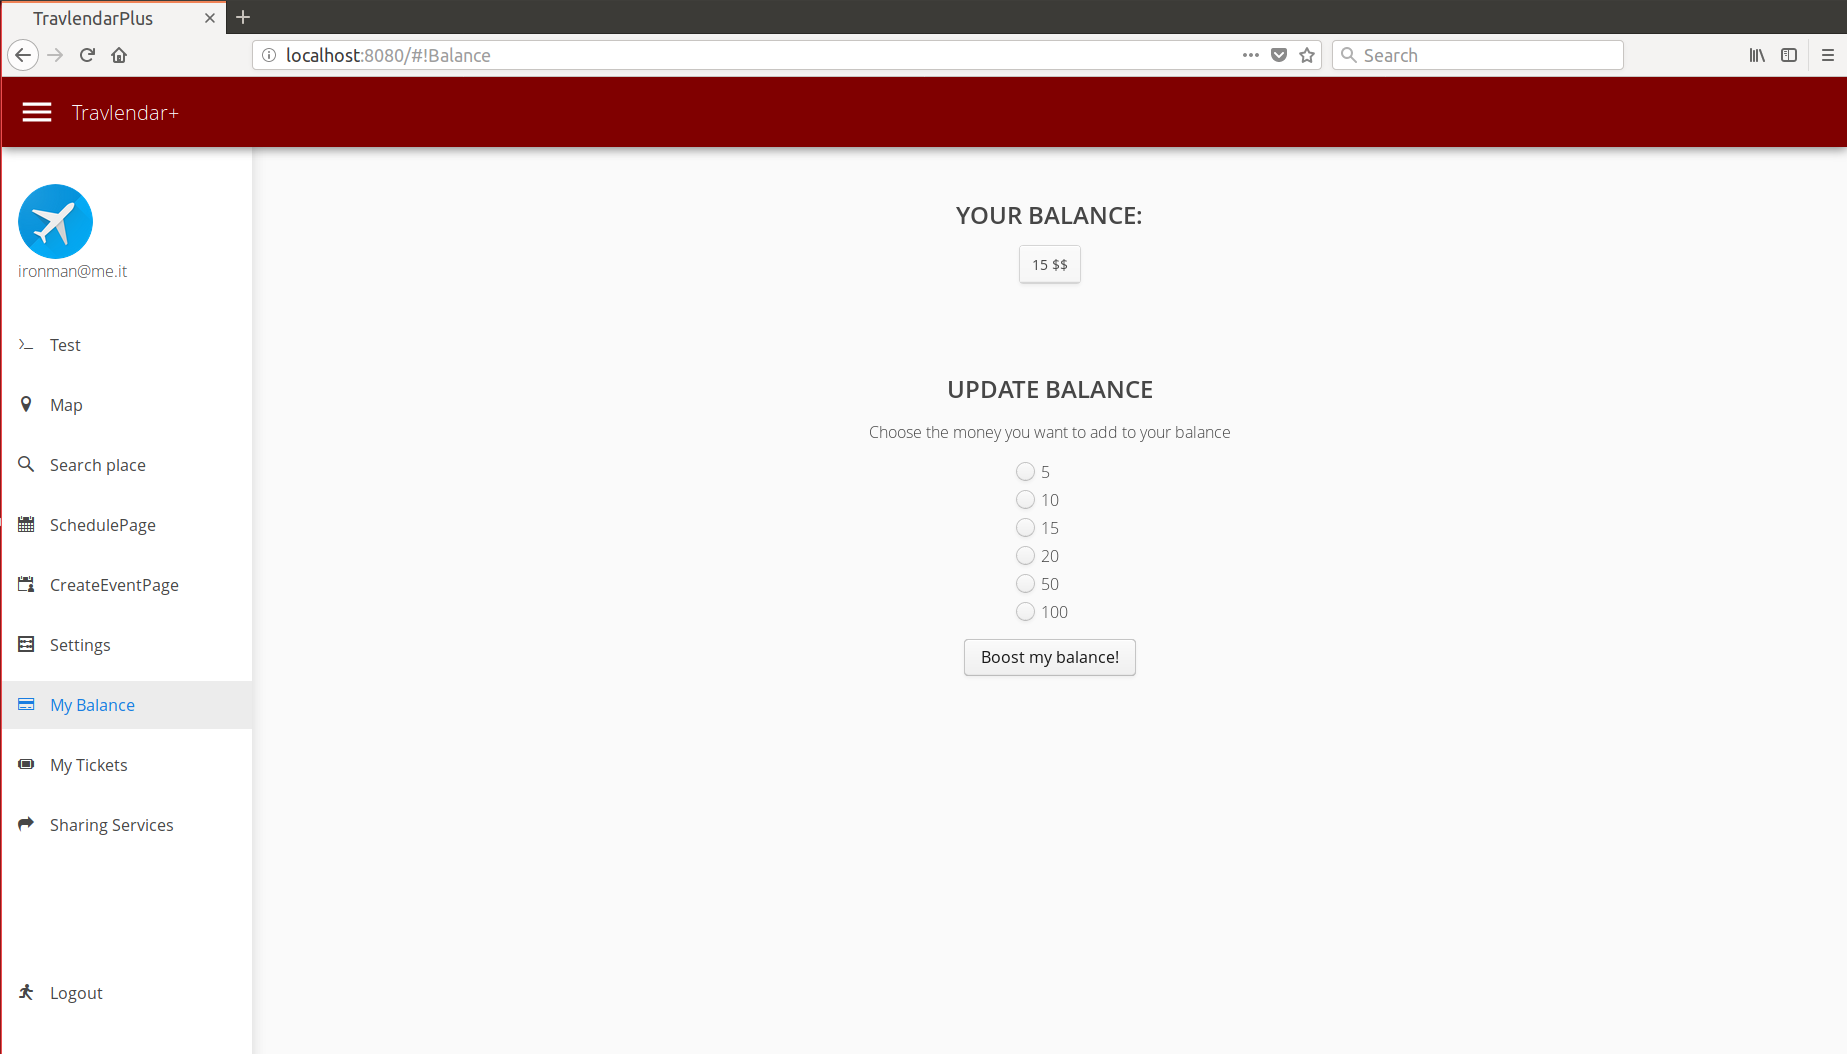 TravlendarPlus
localhost:8080/#!Balance
Search
Travlendar+
ironman@me.it
Test
Map
Search place
SchedulePage
CreateEventPage
Settings
My Balance
My Tickets
Sharing Services
Logout
YOUR BALANCE:
15 $$
UPDATE BALANCE
Choose the money you want to add to your balance
5
10
15
20
50
100
Boost my balance!